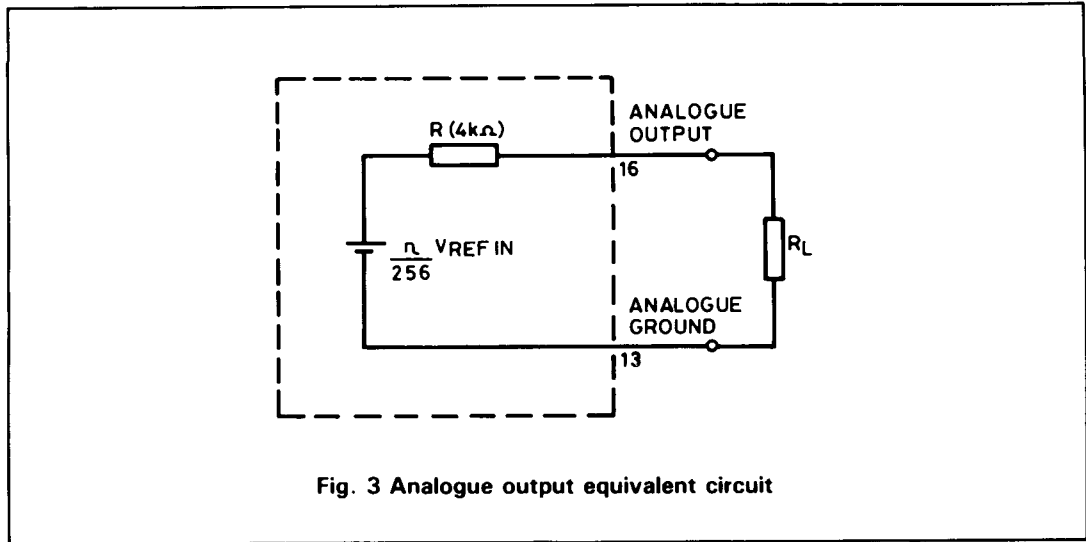 R (4kΩ)
ANALOGUE
OUTPUT
16
n
256
VREF IN
RL
ANALOGUE
GROUND
13
Fig. 3 Analogue output equivalent circuit